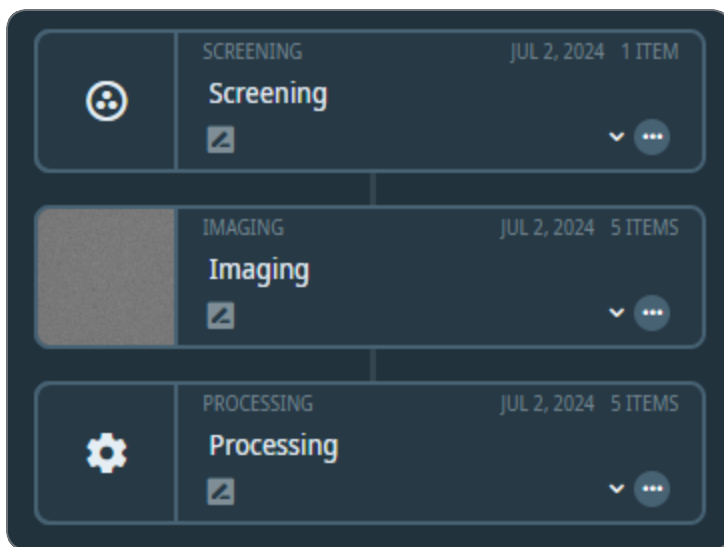 SCREENING JUL 2, 2024 1 ITEM
Screening
IMAGING JUL 2, 2024 5 ITEMS
Imaging
PROCESSING JUL 2, 2024 5 ITEMS
Processing